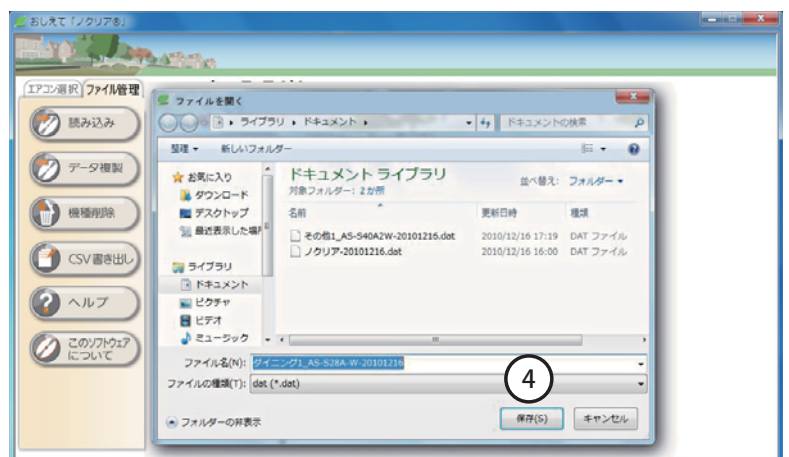 おしえて「ノクリア®」
エアコン選択 ファイル管理
読み込み
データ複製
機種削除
CSV書き出し
ヘルプ
このソフトウェア
について
ファイルを開く
ライブラリ ドキュメント
ドキュメントの検索
整理 新しいフォルダー
お気に入り
ダウンロード
デスクトップ
最近表示した場所
ライブラリ
ドキュメント
ピクチャ
ビデオ
ミュージック
ドキュメント ライブラリ
対象フォルダー: 2か所
並べ替え: フォルダー
名前 更新日時 種類
その他1_AS-S40A2W-20101216.dat 2010/12/16 17:19 DAT ファイル
ノクリア-20101216.dat 2010/12/16 16:00 DAT ファイル
ファイル名(N): ダイニング1_AS-S28A-W-20101216
ファイルの種類(T): dat (*.dat)
4
フォルダーの非表示
保存(S) キャンセル